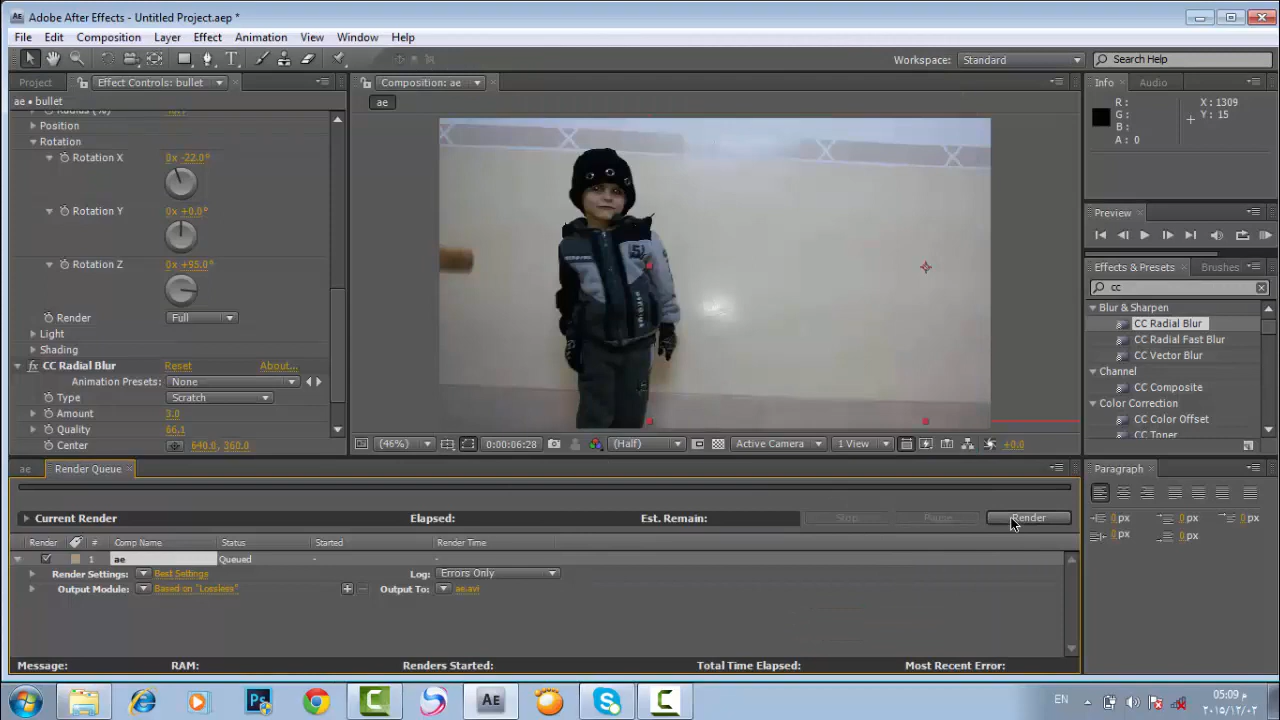 Adobe After Effects - Untitled Project.aep *
File Edit Composition Layer Effect Animation View Window Help
Workspace: Standard Search Help
Project Effect Controls: bullet
ae • bullet
Position
Rotation
Rotation X 0x -22.0°
Rotation Y 0x +0.0°
Rotation Z 0x +95.0°
Render Full
Light
Shading
fx CC Radial Blur Reset About...
Animation Presets: None
Type Scratch
Amount 3.0
Quality 66.1
Center 640.0, 360.0
Composition: ae
ae
(46%) 0:00:06:28 (Half) Active Camera 1 View +0.0
Info Audio
R : X : 1309
G : Y : 15
B :
A : 0
Preview
Effects & Presets Brushes
cc
Blur & Sharpen
CC Radial Blur
CC Radial Fast Blur
CC Vector Blur
Channel
CC Composite
Color Correction
CC Color Offset
CC Toner
ae Render Queue
Current Render Elapsed: Est. Remain: Stop Pause Render
Render # Comp Name Status Started Render Time
1 ae Queued - -
Render Settings: Best Settings Log: Errors Only
Output Module: Based on "Lossless" Output To: ae.avi
Message: RAM: Renders Started: Total Time Elapsed: Most Recent Error:
Paragraph
0 px 0 px 0 px
0 px 0 px
EN
05:09 م
٢٠١٥/١٢/٠٢